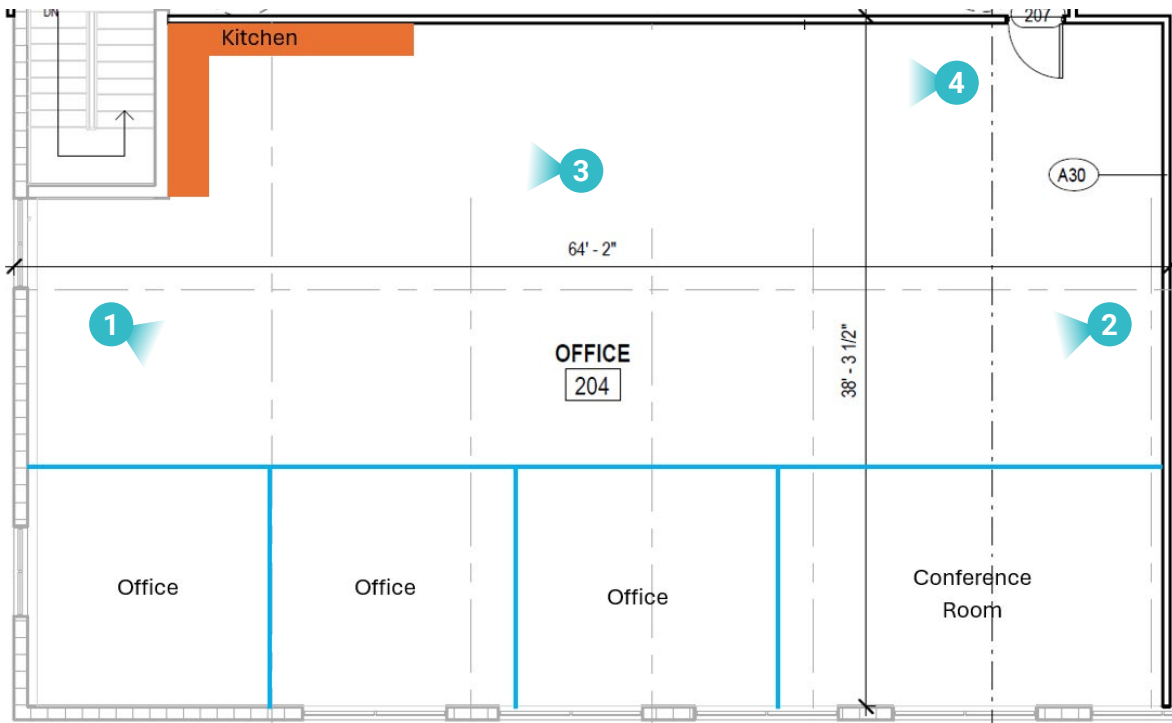 DN
207
Kitchen
4
3
A30
64' - 2"
1
2
OFFICE
204
38' - 3 1/2"
Office
Office
Office
Conference
Room